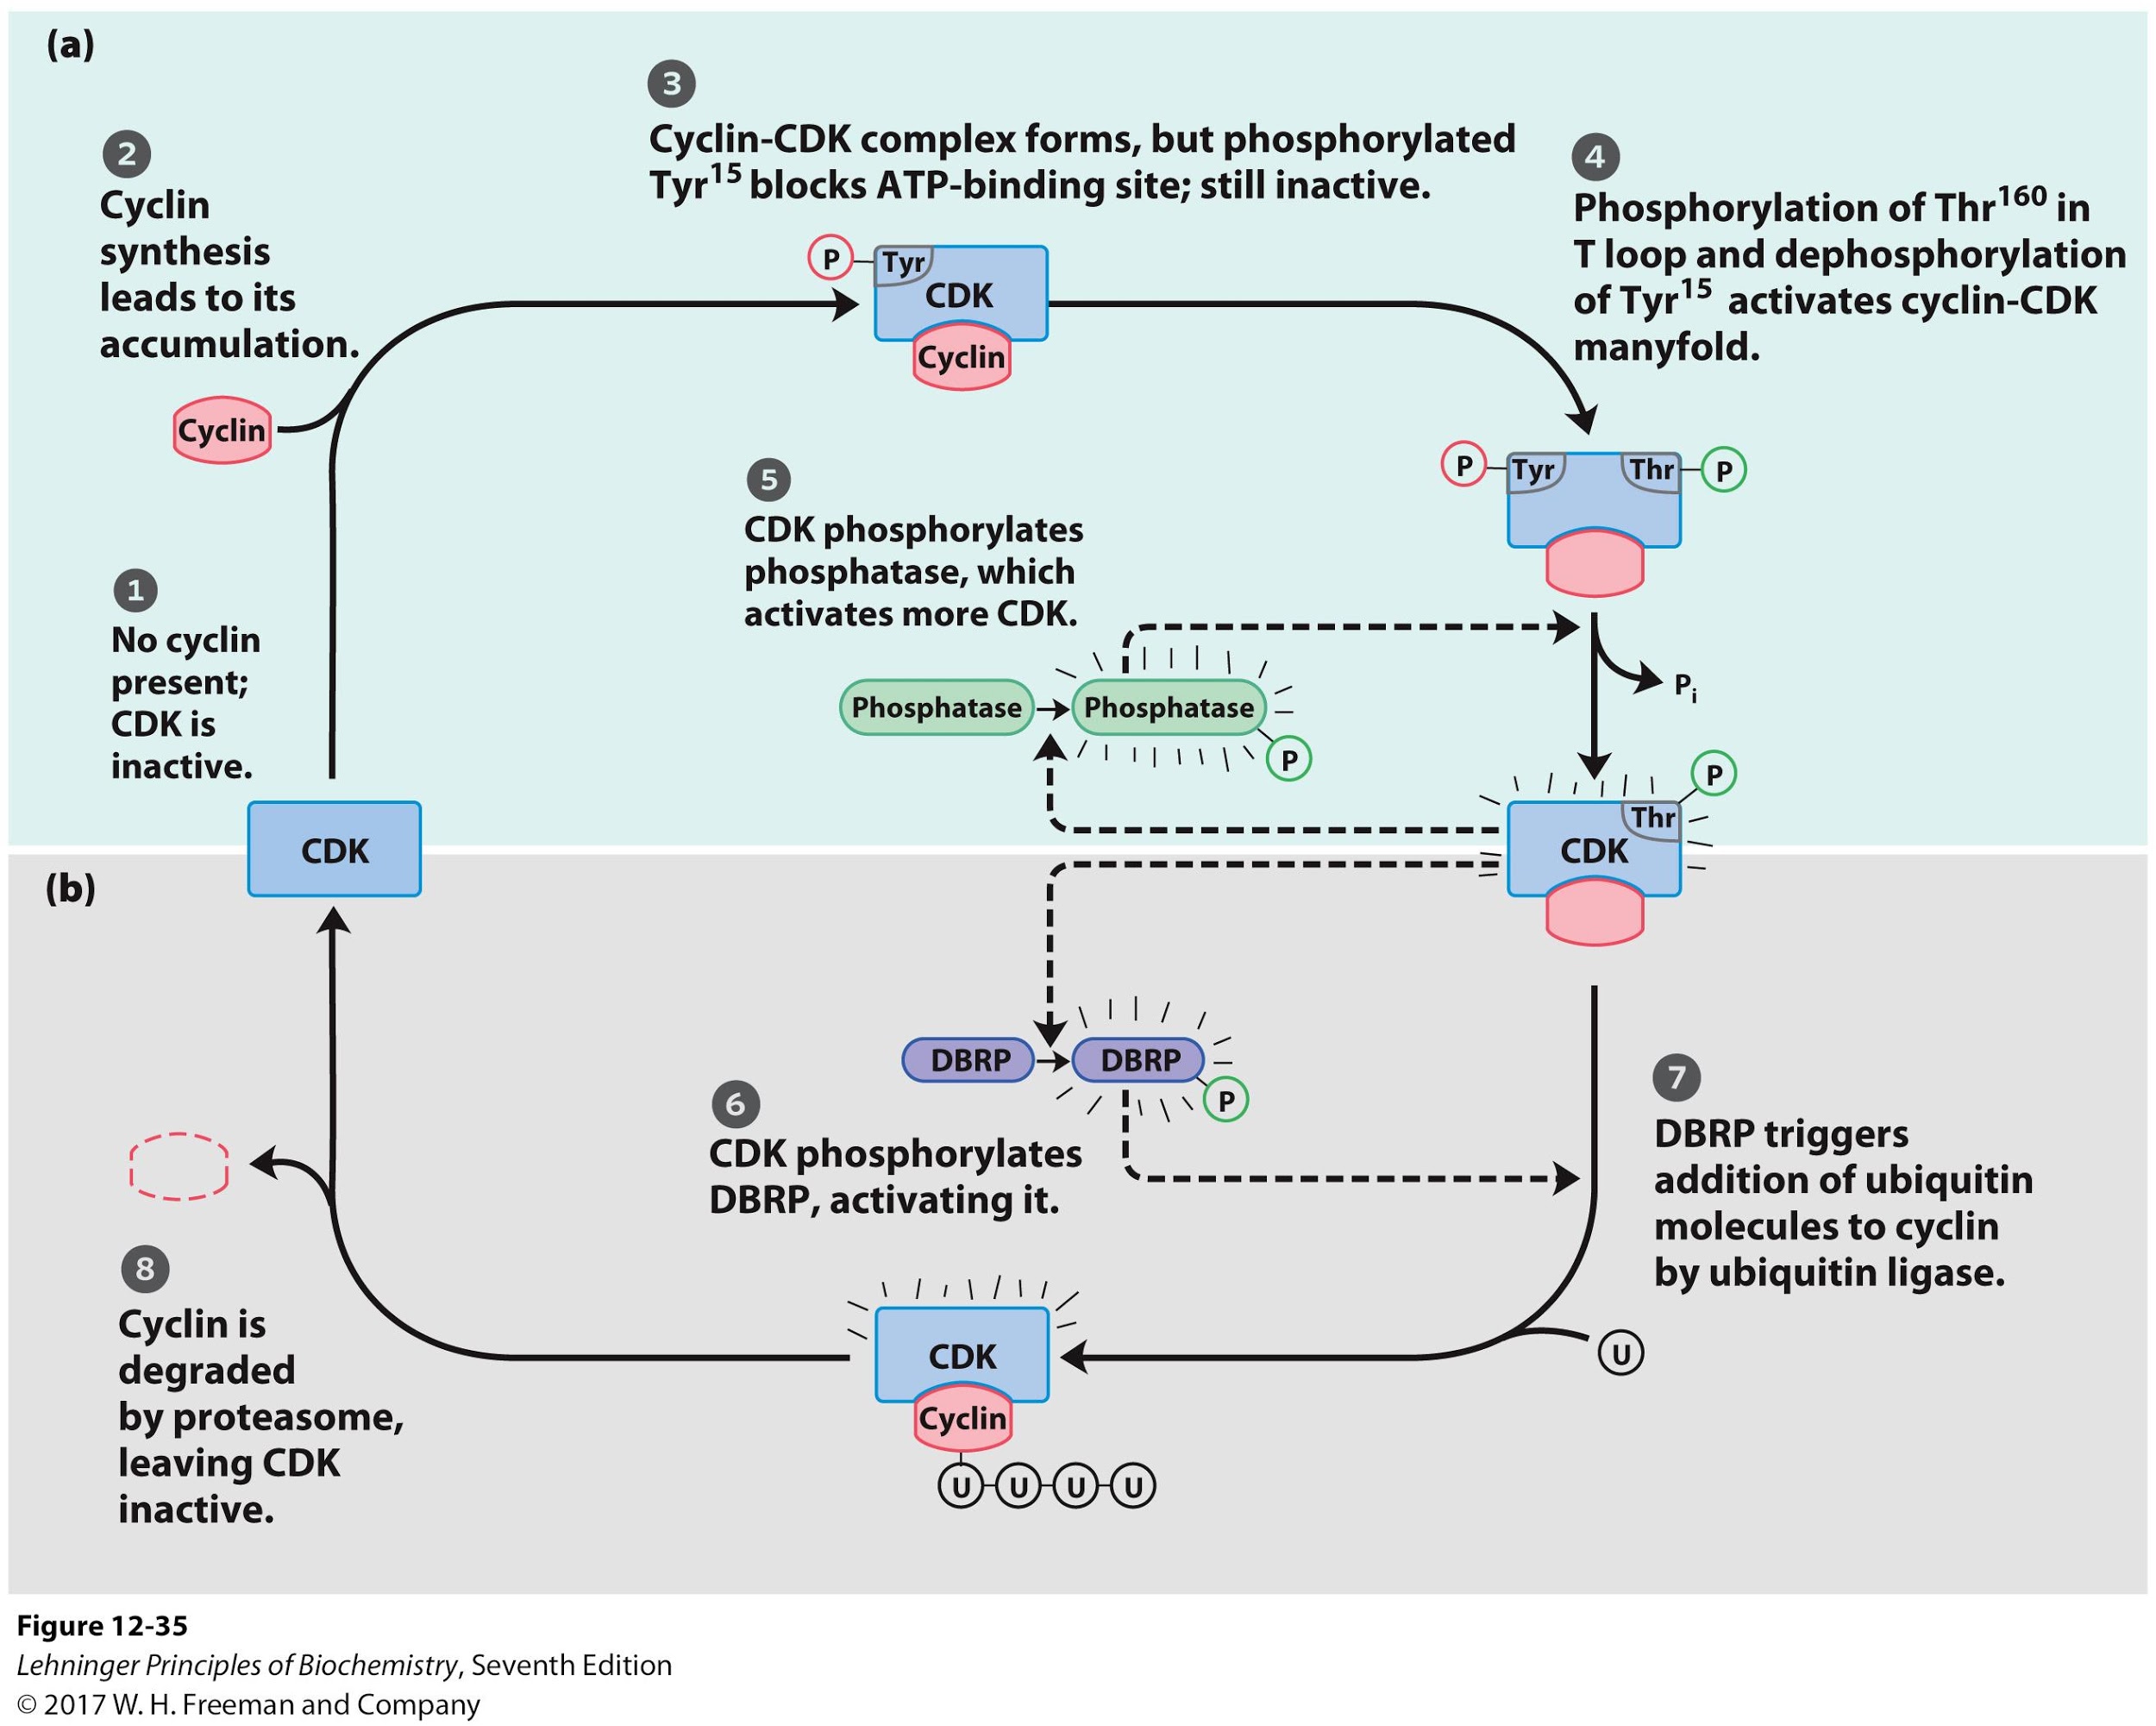 (a)
3
Cyclin-CDK complex forms, but phosphorylated
Tyr15 blocks ATP-binding site; still inactive.
2
Cyclin
synthesis
leads to its
accumulation.
4
Phosphorylation of Thr160 in
T loop and dephosphorylation
of Tyr15 activates cyclin-CDK
manyfold.
P
Tyr
CDK
Cyclin
Cyclin
P
Tyr
Thr
P
5
CDK phosphorylates
phosphatase, which
activates more CDK.
1
No cyclin
present;
CDK is
inactive.
Phosphatase
Phosphatase
P
Pi
P
Thr
CDK
CDK
(b)
DBRP
DBRP
P
6
CDK phosphorylates
DBRP, activating it.
7
DBRP triggers
addition of ubiquitin
molecules to cyclin
by ubiquitin ligase.
8
Cyclin is
degraded
by proteasome,
leaving CDK
inactive.
CDK
Cyclin
U
U U U U
Figure 12-35
Lehninger Principles of Biochemistry, Seventh Edition
© 2017 W. H. Freeman and Company